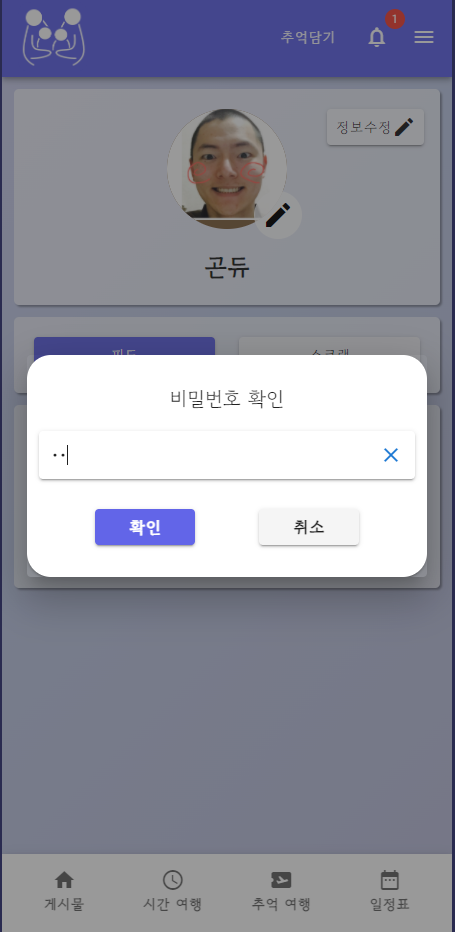 추억담기
1
정보수정
곤듀
피드
스크랩
비밀번호 확인
••
확인
취소
게시물
시간 여행
추억 여행
일정표